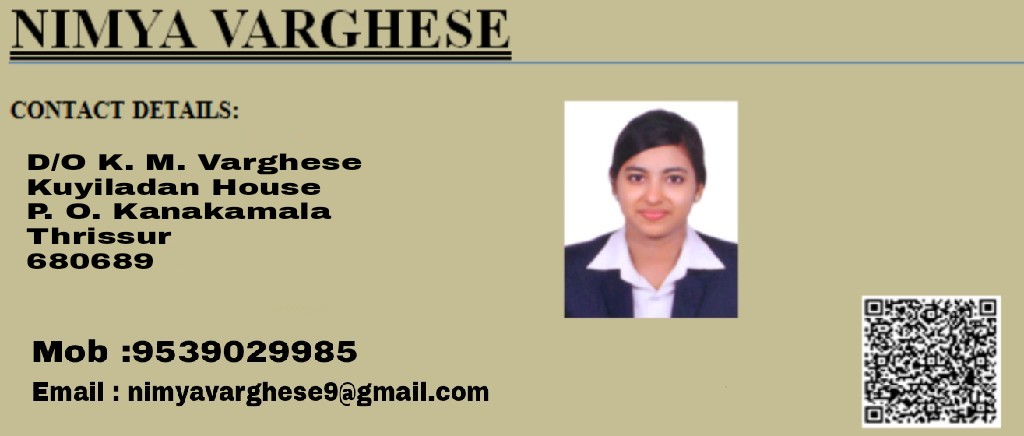 NIMYA VARGHESE
CONTACT DETAILS:
D/O K. M. Varghese
Kuyiladan House
P. O. Kanakamala
Thrissur
680689
Mob :9539029985
Email : nimyavarghese9@gmail.com